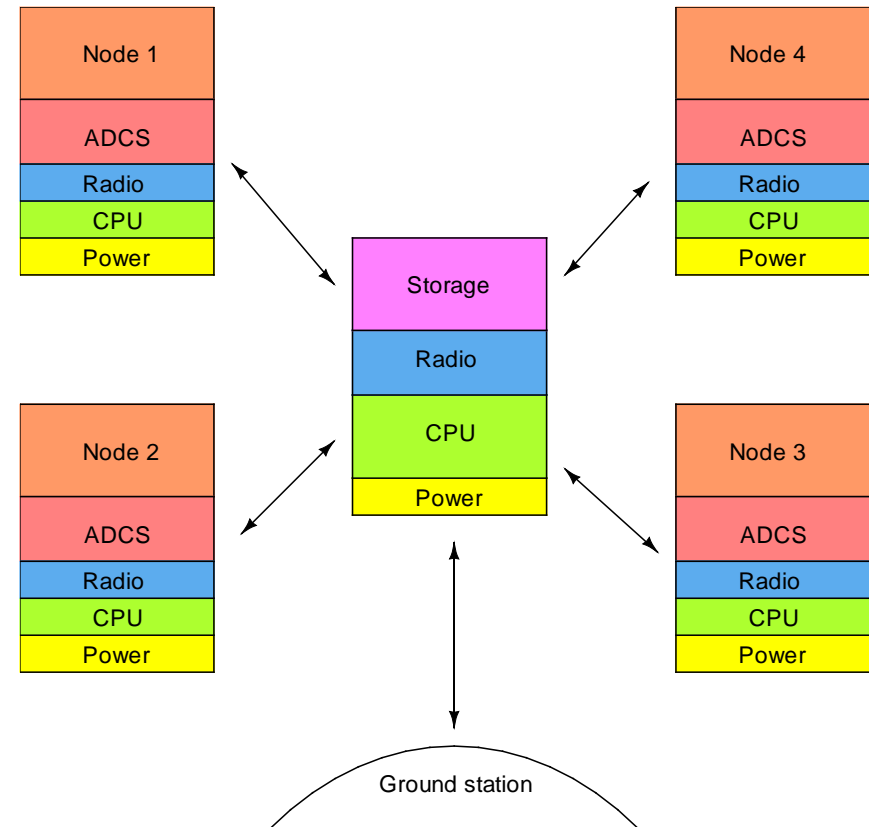 Node 1
ADCS
Radio
CPU
Power
Node 4
ADCS
Radio
CPU
Power
Storage
Radio
CPU
Power
Node 2
ADCS
Radio
CPU
Power
Node 3
ADCS
Radio
CPU
Power
Ground station